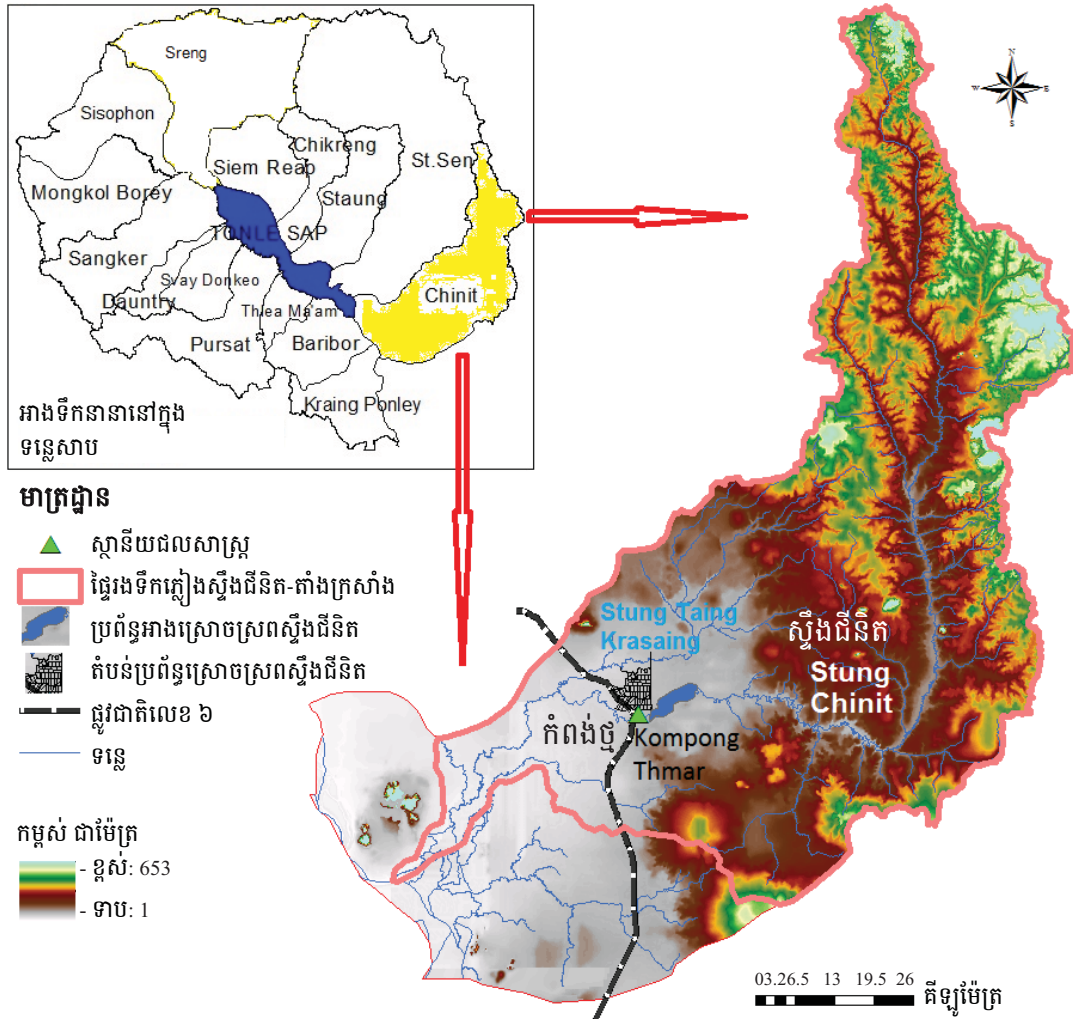 Sreng
Sisophon
Chikreng
Siem Reap
St.Sen
Mongkol Borey
Staung
TONLE SAP
Sangker
Svay Donkeo
Dauntry
Chinit
Thlea Ma'am
Pursat
Baribor
Kraing Ponley
អាងទឹកនានានៅក្នុង
ទន្លេសាប
N
W E
S
មាត្រដ្ឋាន
ស្ថានីយជលសាស្ត្រ
ផ្ទៃរងទឹកភ្លៀងស្ទឹងជីនិត-តាំងក្រសាំង
ប្រព័ន្ធអាងស្រោចស្រពស្ទឹងជីនិត
តំបន់ប្រព័ន្ធស្រោចស្រពស្ទឹងជីនិត
ផ្លូវជាតិលេខ ៦
ទន្លេ
កម្ពស់ ជាម៉ែត្រ
- ខ្ពស់: 653
- ទាប: 1
Stung Taing
Krasaing
ស្ទឹងជីនិត
Stung
Chinit
កំពង់ថ្ម
Kompong
Thmar
03.26.5 13 19.5 26
គីឡូម៉ែត្រ